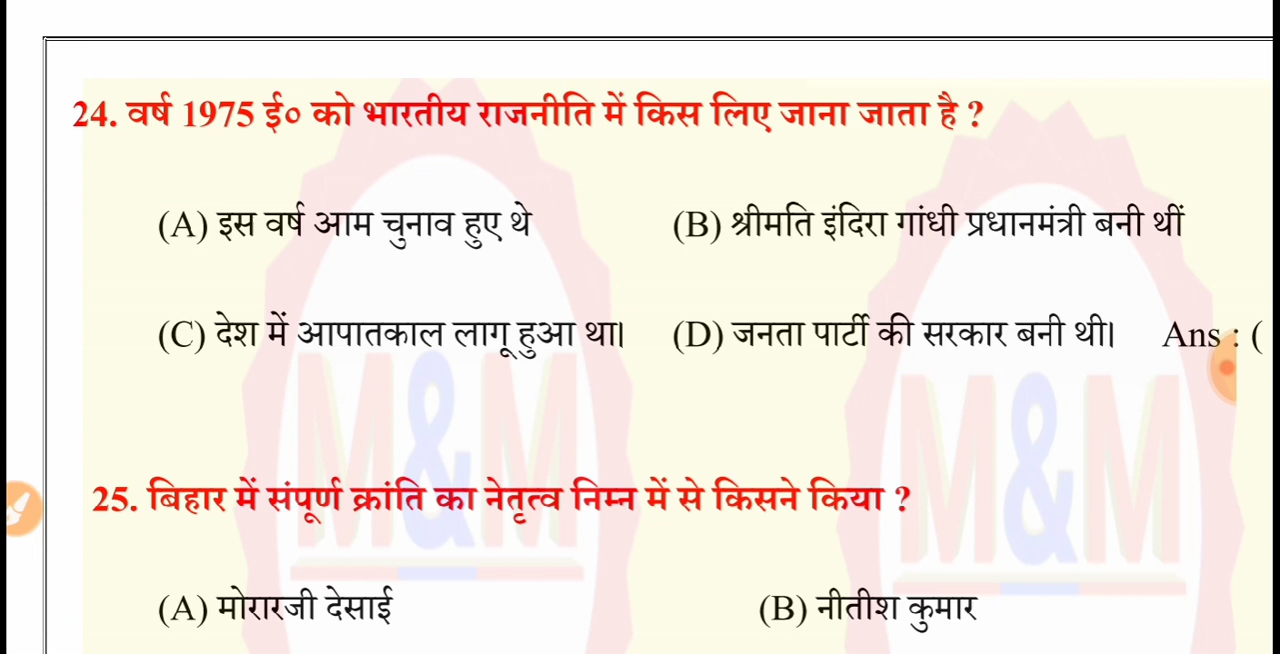 24. वर्ष 1975 ई० को भारतीय राजनीति में किस लिए जाना जाता है ?
(A) इस वर्ष आम चुनाव हुए थे (B) श्रीमति इंदिरा गांधी प्रधानमंत्री बनी थीं
(C) देश में आपातकाल लागू हुआ था। (D) जनता पार्टी की सरकार बनी थी। Ans : (
M&M M&M
25. बिहार में संपूर्ण क्रांति का नेतृत्व निम्न में से किसने किया ?
(A) मोरारजी देसाई (B) नीतीश कुमार